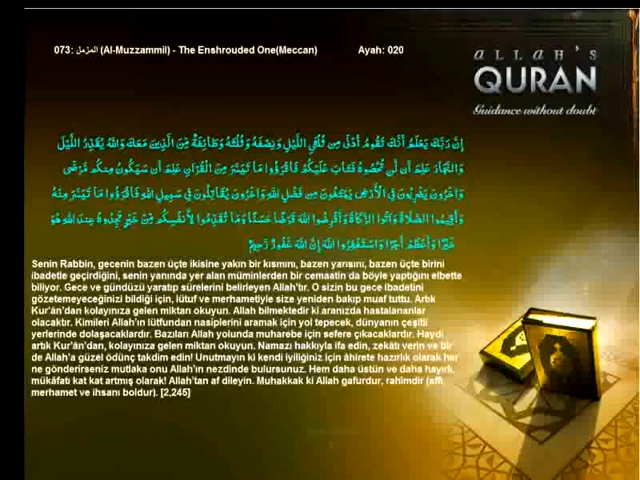 073: المزمل (Al-Muzzammil) - The Enshrouded One(Meccan) Ayah: 020
ALLAH'S
QURAN
Guidance without doubt
إِنَّ رَبَّكَ يَعْلَمُ أَنَّكَ تَقُومُ أَدْنَىٰ مِن ثُلُثَيِ اللَّيْلِ وَنِصْفَهُ وَثُلُثَهُ وَطَائِفَةٌ مِّنَ الَّذِينَ مَعَكَ وَاللَّهُ يُقَدِّرُ اللَّيْلَ
وَالنَّهَارَ عَلِمَ أَن لَّن تُحْصُوهُ فَتَابَ عَلَيْكُمْ فَاقْرَءُوا مَا تَيَسَّرَ مِنَ الْقُرْآنِ عَلِمَ أَن سَيَكُونُ مِنكُم مَّرْضَىٰ
وَآخَرُونَ يَضْرِبُونَ فِي الْأَرْضِ يَبْتَغُونَ مِن فَضْلِ اللَّهِ وَآخَرُونَ يُقَاتِلُونَ فِي سَبِيلِ اللَّهِ فَاقْرَءُوا مَا تَيَسَّرَ مِنْهُ
وَأَقِيمُوا الصَّلَاةَ وَآتُوا الزَّكَاةَ وَأَقْرِضُوا اللَّهَ قَرْضًا حَسَنًا وَمَا تُقَدِّمُوا لِأَنفُسِكُم مِّنْ خَيْرٍ تَجِدُوهُ عِندَ اللَّهِ هُوَ
خَيْرًا وَأَعْظَمَ أَجْرًا وَاسْتَغْفِرُوا اللَّهَ إِنَّ اللَّهَ غَفُورٌ رَّحِيمٌ
Senin Rabbin, gecenin bazen üçte ikisine yakın bir kısmını, bazen yarısını, bazen üçte birini
ibadetle geçirdiğini, senin yanında yer alan müminlerden bir cemaatin da böyle yaptığını elbette
biliyor. Gece ve gündüzü yaratıp sürelerini belirleyen Allah'tır. O sizin bu gece ibadetini
gözetemeyeceğinizi bildiği için, lütuf ve merhametiyle size yeniden bakıp muaf tuttu. Artık
Kur'ân'dan kolayınıza gelen miktarı okuyun. Allah bilmektedir ki aranızda hastalananlar
olacaktır. Kimileri Allah'ın lütfundan nasiplerini aramak için yol tepecek, dünyanın çeşitli
yerlerinde dolaşacaklardır. Bazıları Allah yolunda muharebe için sefere çıkacaklardır. Haydi
artık Kur'ân'dan, kolayınıza gelen miktarı okuyun. Namazı hakkıyla ifa edin, zekâtı verin ve bir
de Allah'a güzel ödünç takdim edin! Unutmayın ki kendi iyiliğiniz için âhirete hazırlık olarak her
ne gönderirseniz mutlaka onu Allah'ın nezdinde bulursunuz. Hem daha üstün ve daha hayırlı,
mükâfatı kat kat artmış olarak! Allah'tan af dileyin. Muhakkak ki Allah gafurdur, rahîmdir (affı,
merhamet ve ihsanı boldur). [2,245]